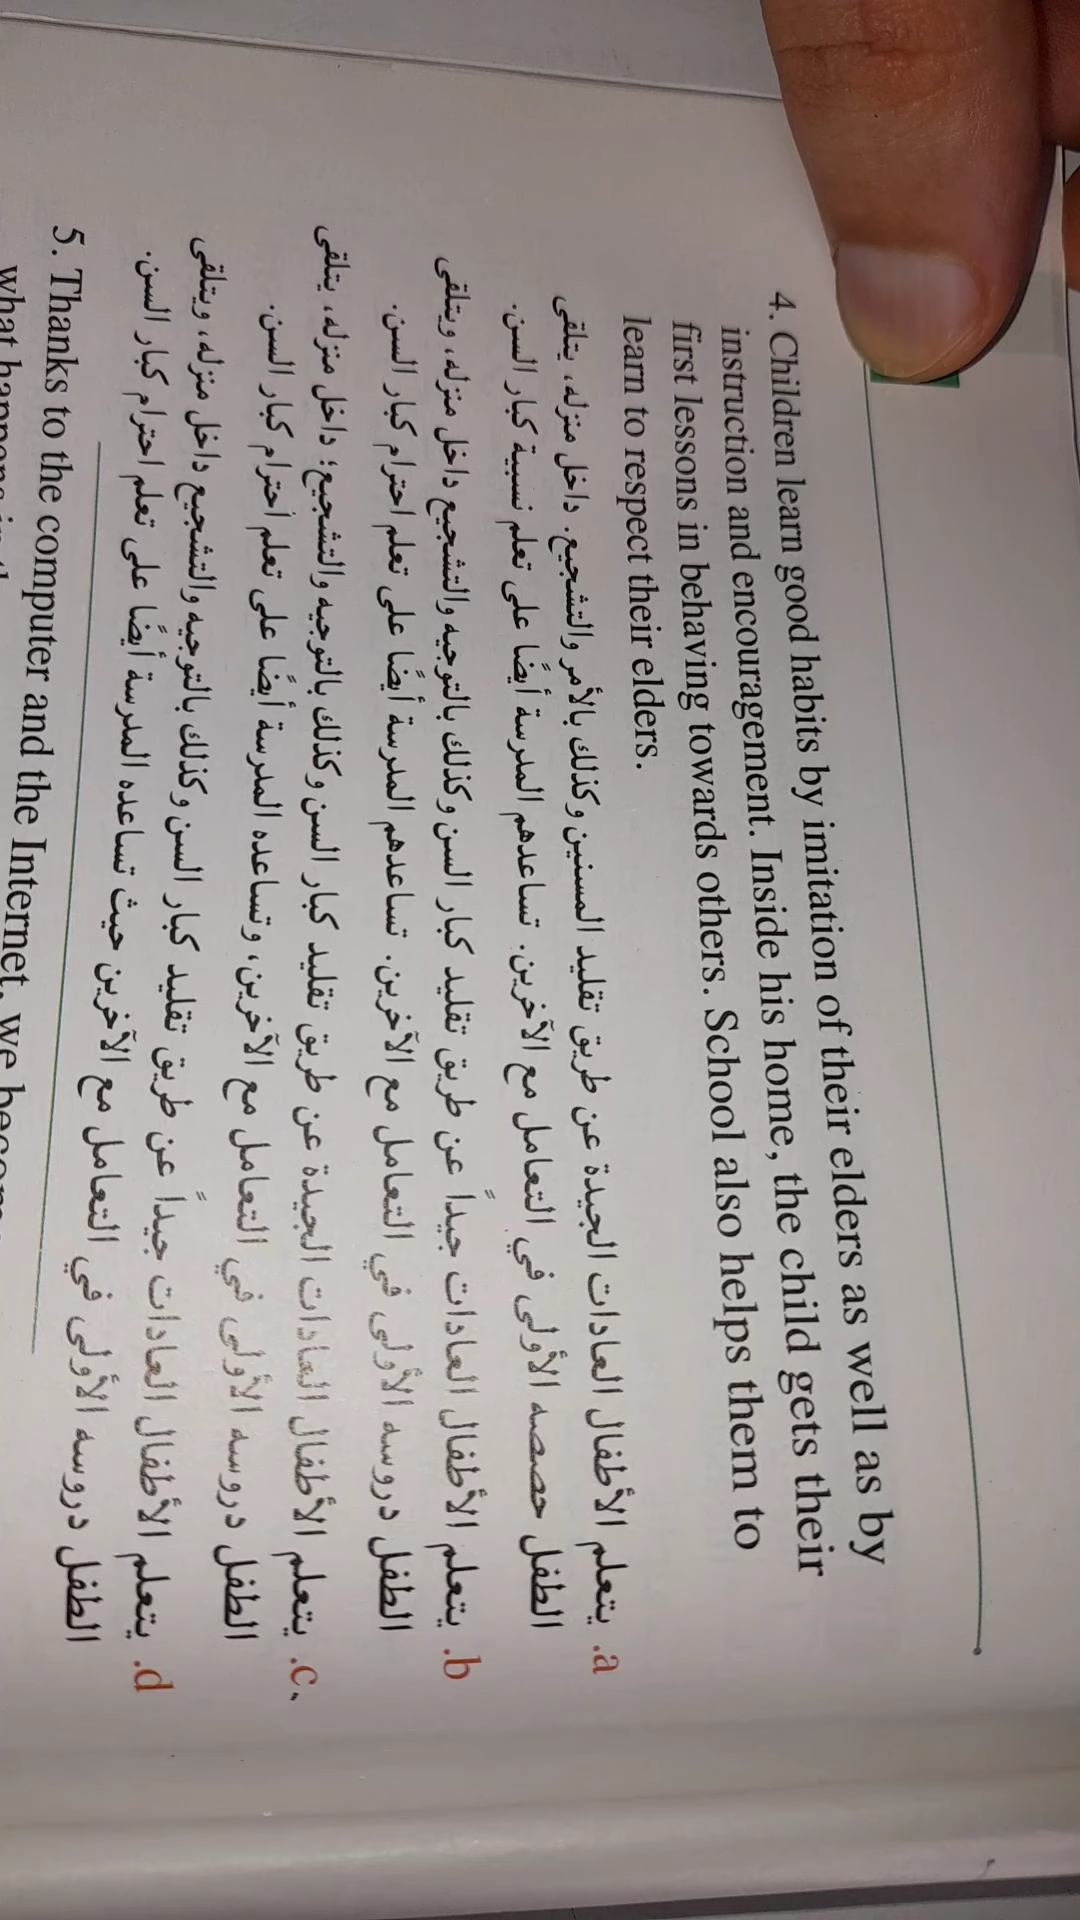 4. Children learn good habits by imitation of their elders as well as by
instruction and encouragement. Inside his home, the child gets their
first lessons in behaving towards others. School also helps them to
learn to respect their elders.
a. يتعلم الأطفال العادات الجيدة عن طريق تقليد المسنين وكذلك بالأمر والتشجيع. داخل منزله، يتلقى
الطفل حصصه الأولى في التعامل مع الآخرين. تساعدهم المدرسة أيضًا على تعلم نسبية كبار السن.
b. يتعلم الأطفال العادات جيداً عن طريق تقليد كبار السن وكذلك بالتوجيه والتشجيع داخل منزله، ويتلقى
الطفل دروسه الأولى في التعامل مع الآخرين. تساعدهم المدرسة أيضًا على تعلم احترام كبار السن.
c. يتعلم الأطفال العادات الجيدة عن طريق تقليد كبار السن وكذلك بالتوجيه والتشجيع؛ داخل منزله، يتلقى
الطفل دروسه الأولى في التعامل مع الآخرين، وتساعده المدرسة أيضًا على تعلم احترام كبار السن.
d. يتعلم الأطفال العادات جيداً عن طريق تقليد كبار السن وكذلك بالتوجيه والتشجيع داخل منزله، ويتلقى
الطفل دروسه الأولى في التعامل مع الآخرين حيث تساعده المدرسة أيضًا على تعلم احترام كبار السن.
5. Thanks to the computer and the Internet, we
what